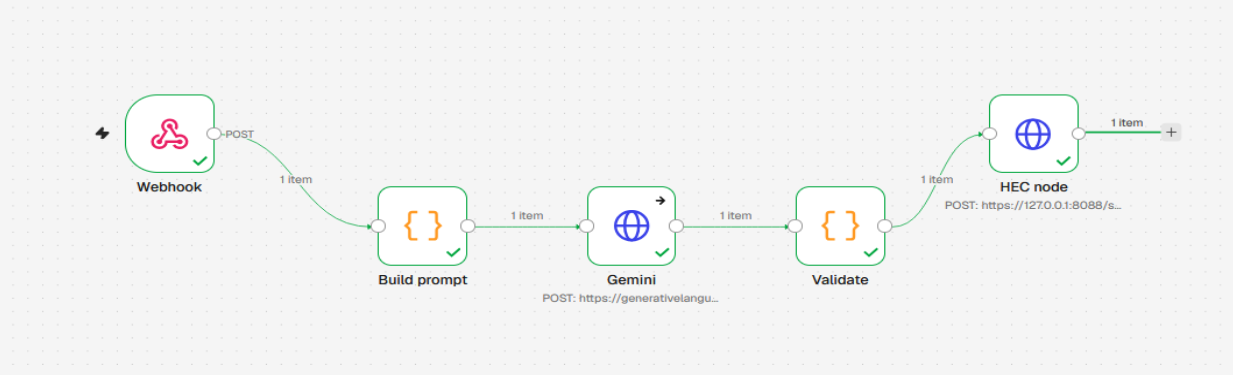 POST
Webhook
1 item
Build prompt
1 item
Gemini
POST: https://generativelangu...
1 item
Validate
1 item
HEC node
POST: https://127.0.0.1:8088/s...
1 item